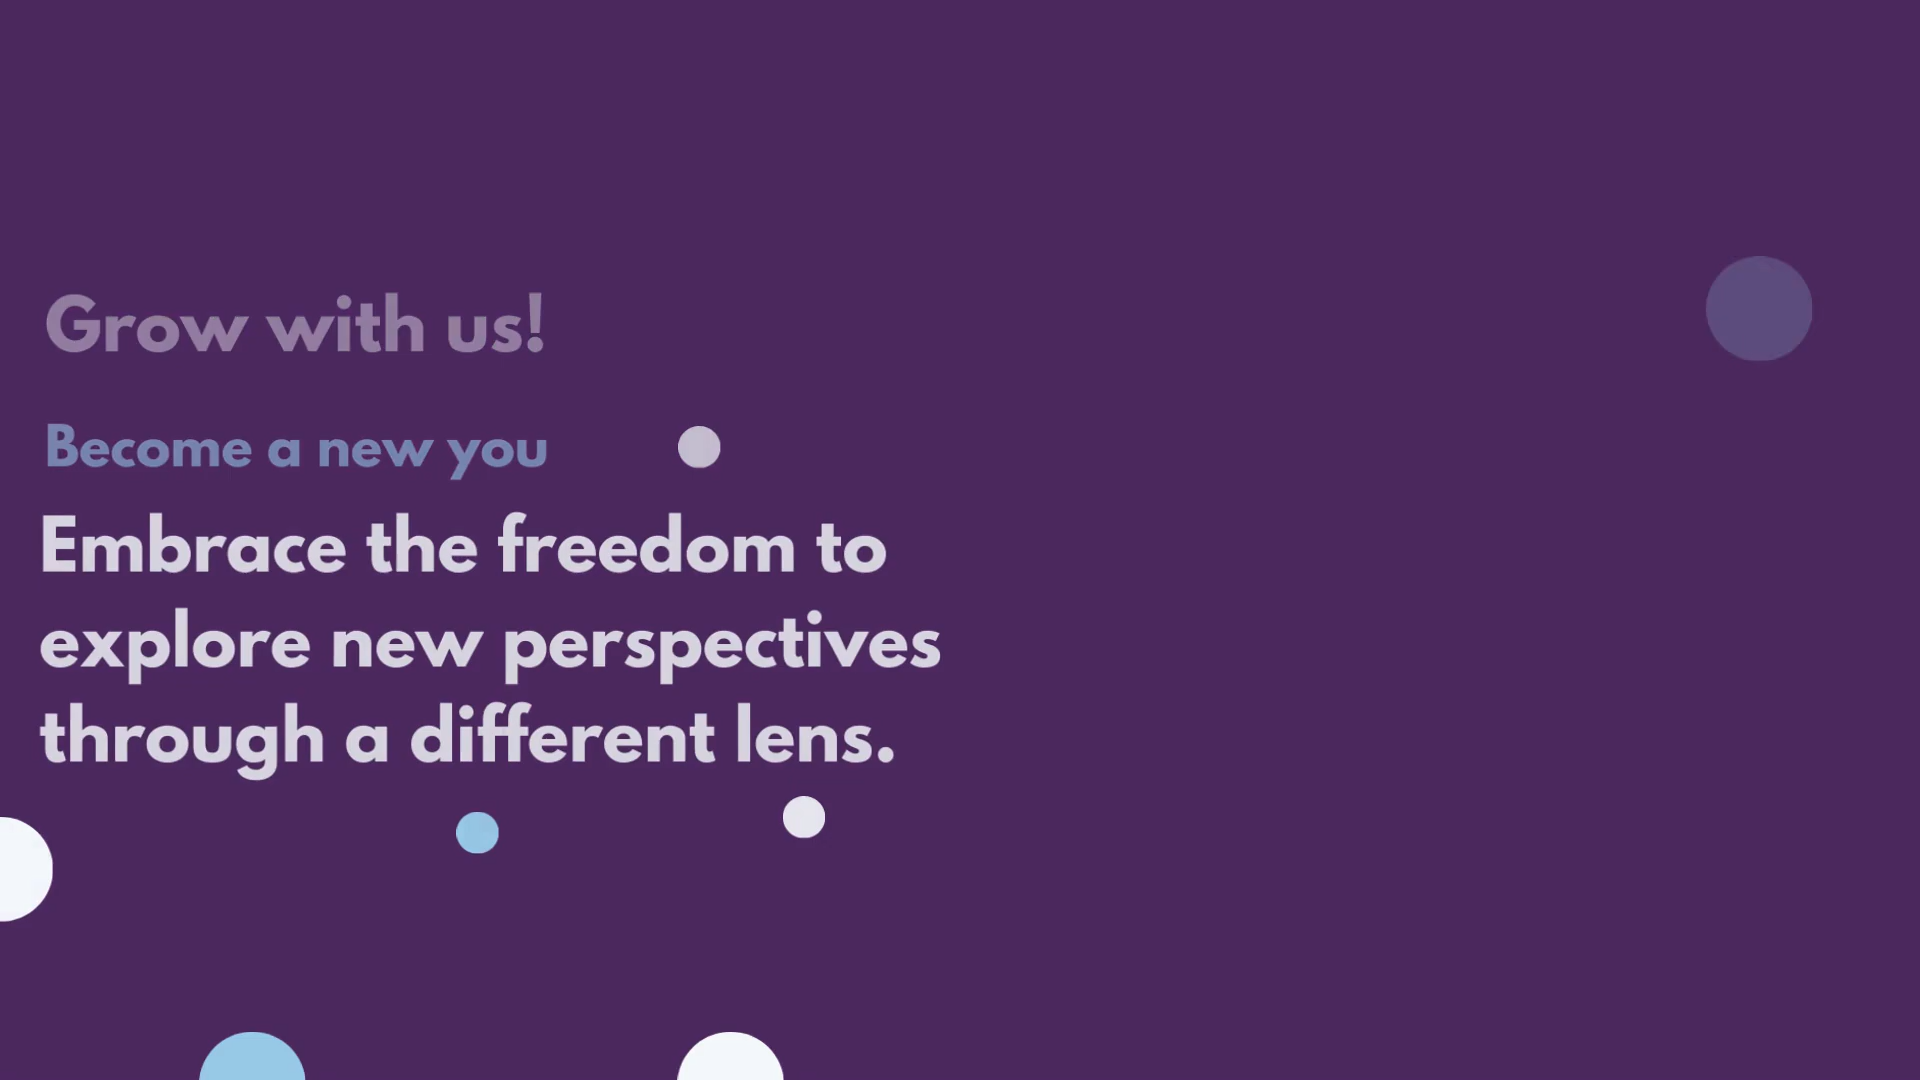 Grow with us!
Become a new you
Embrace the freedom to
explore new perspectives
through a different lens.